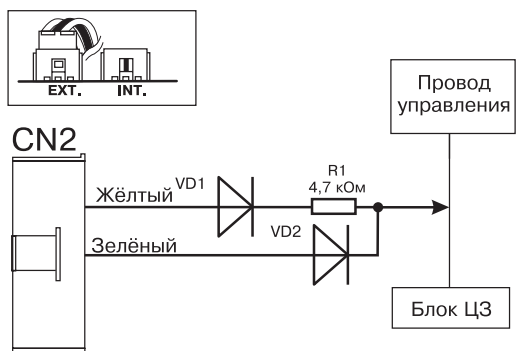 EXT. INT.
CN2
Провод
управления
Жёлтый
VD1
R1
4,7 кОм
Зелёный
VD2
Блок ЦЗ